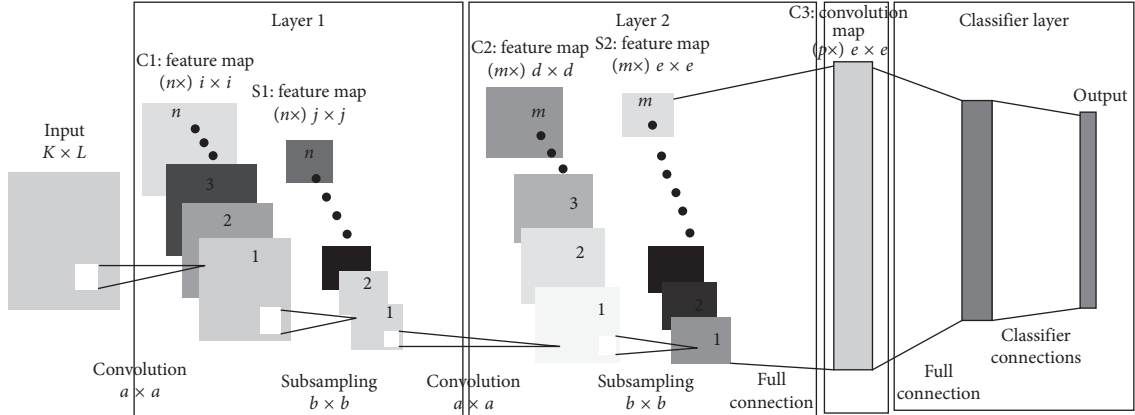 Layer 1
Layer 2
C3: convolution
map
(p×) e × e
Classifier layer
C1: feature map
(n×) i × i
S1: feature map
(n×) j × j
C2: feature map
(m×) d × d
S2: feature map
(m×) e × e
Input
K × L
Output
n
3
2
1
n
2
1
m
3
2
1
m
2
1
Convolution
a × a
Subsampling
b × b
Convolution
a × a
Subsampling
b × b
Full
connection
Full
connection
Classifier
connections